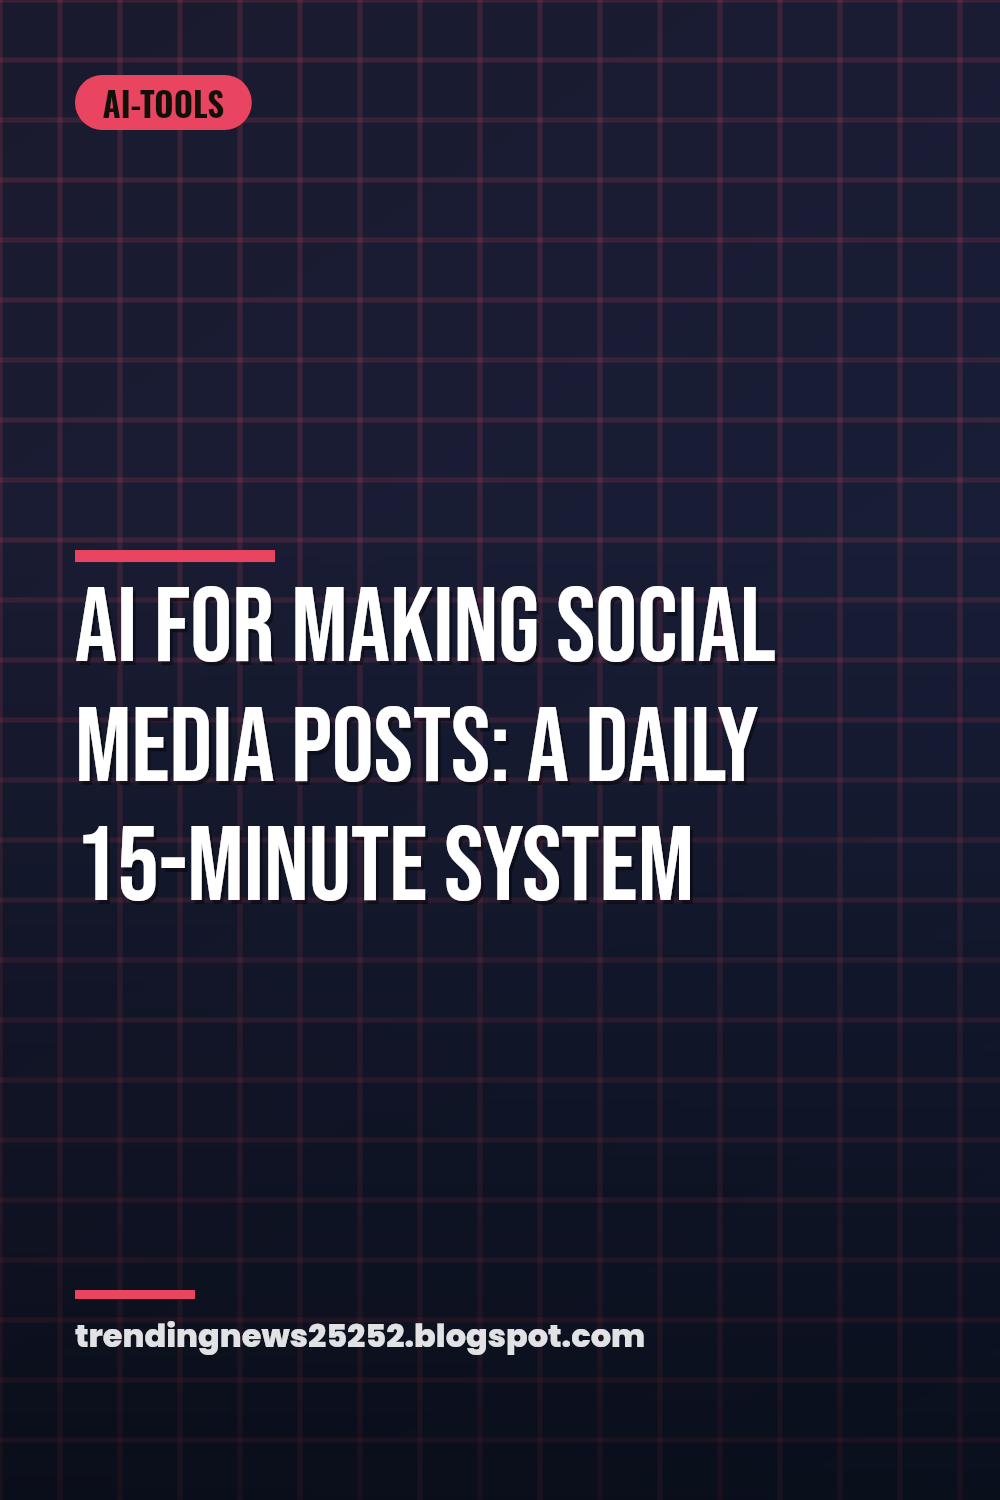 AI-TOOLS
AI FOR MAKING SOCIAL
MEDIA POSTS: A DAILY
15-MINUTE SYSTEM
trendingnews25252.blogspot.com